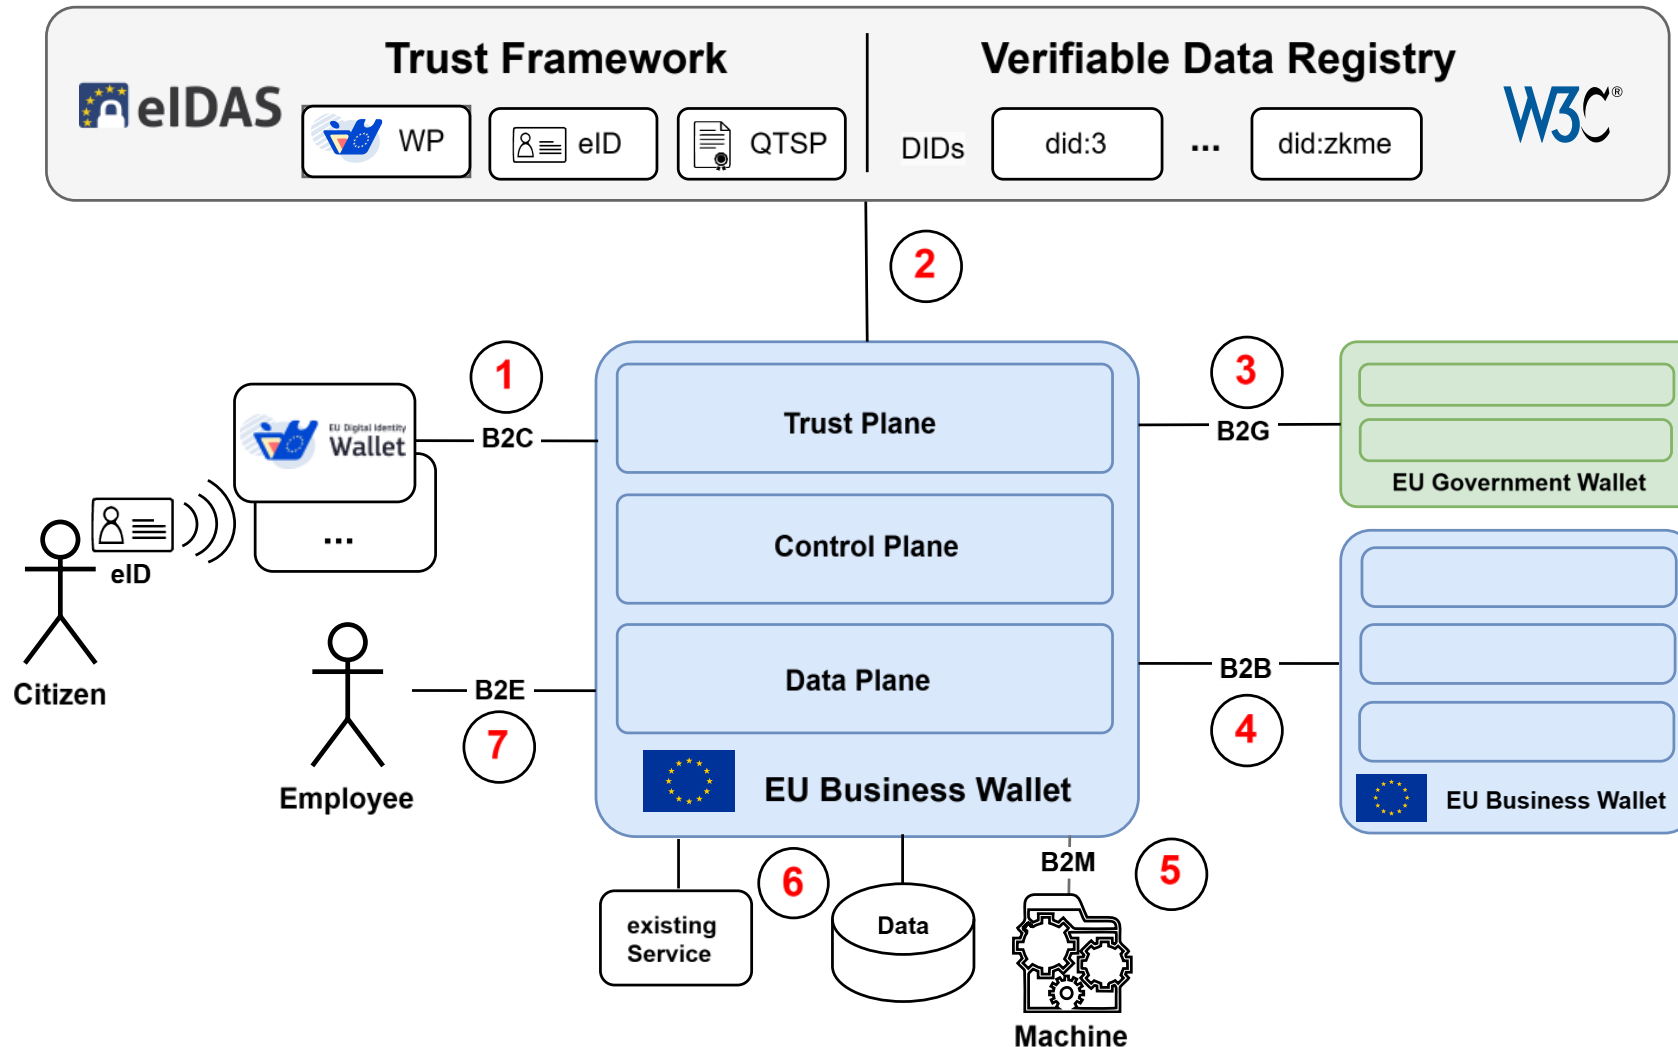 Trust Framework
Verifiable Data Registry
eIDAS
WP
eID
QTSP
DIDs
did:3
...
did:zkme
W3C®
2
1
3
EU Digital Identity
Wallet
B2C
Trust Plane
B2G
EU Government Wallet
...
eID
Control Plane
Citizen
B2E
7
Data Plane
B2B
4
Employee
EU Business Wallet
EU Business Wallet
6
B2M
5
existing
Service
Data
Machine